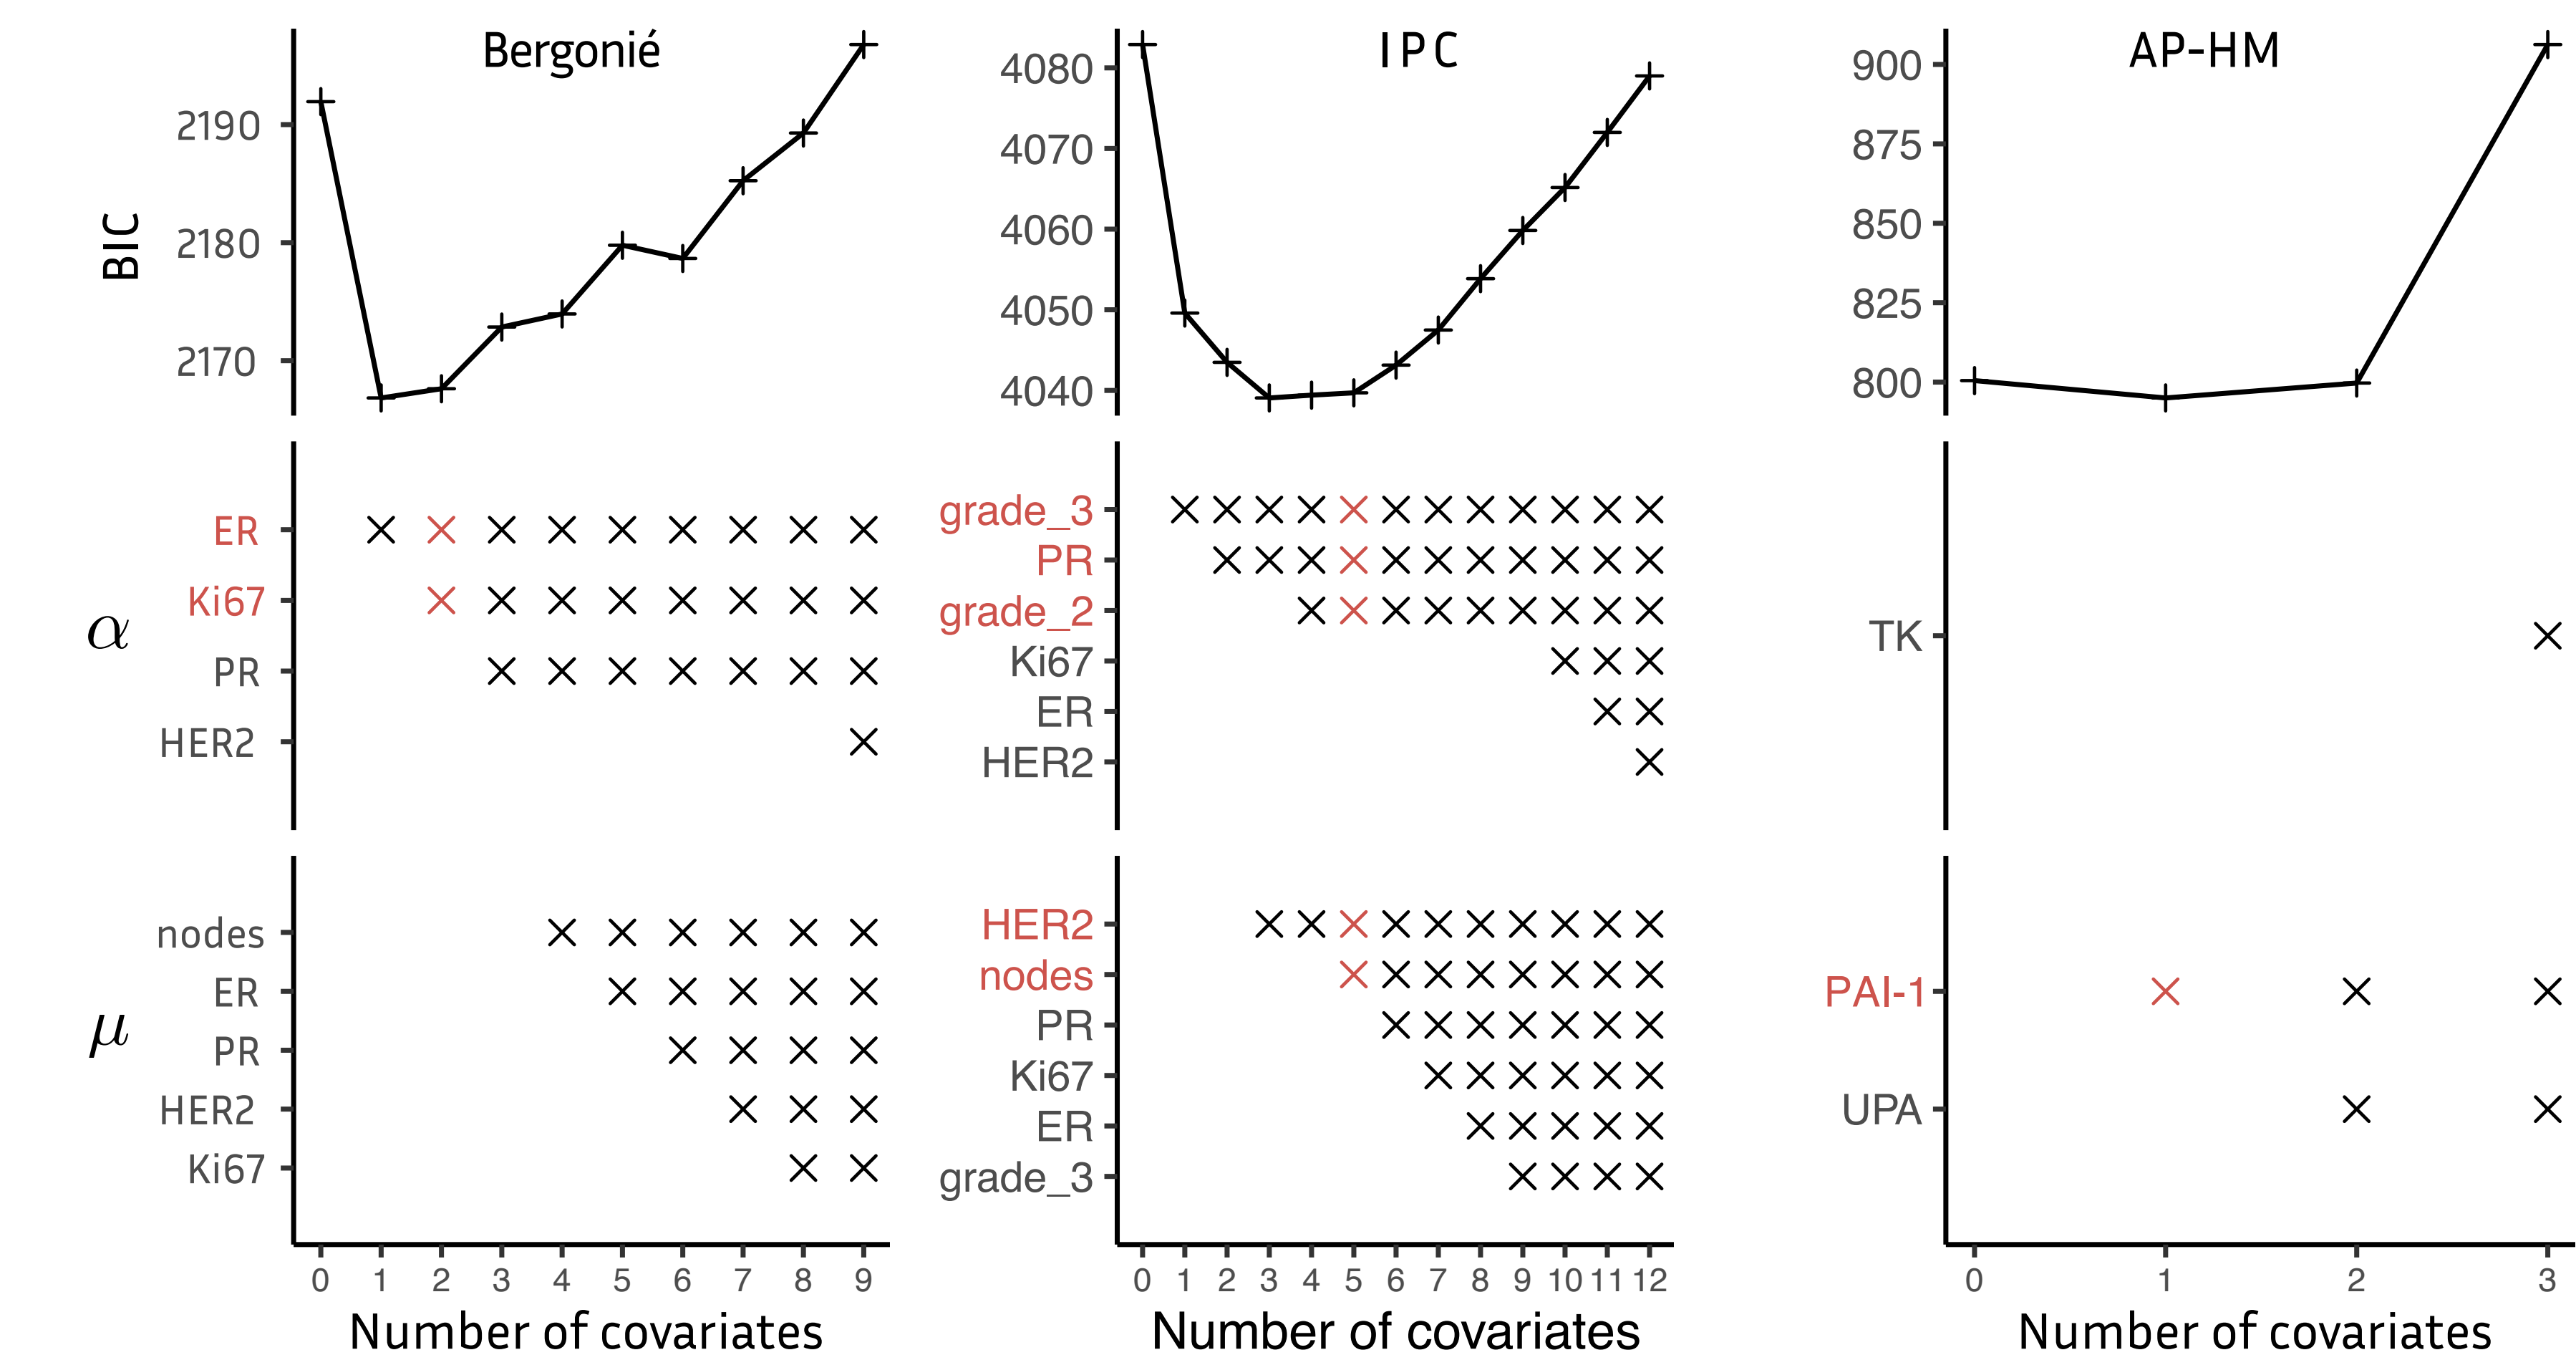 Bergonié
BIC
2190
2180
2170
α
ER
Ki67
PR
HER2
μ
nodes
ER
PR
HER2
Ki67
0 1 2 3 4 5 6 7 8 9
Number of covariates
IPC
4080
4070
4060
4050
4040
grade_3
PR
grade_2
Ki67
ER
HER2
HER2
nodes
PR
Ki67
ER
grade_3
0 1 2 3 4 5 6 7 8 9 10 11 12
Number of covariates
AP-HM
900
875
850
825
800
TK
PAI-1
UPA
0 1 2 3
Number of covariates